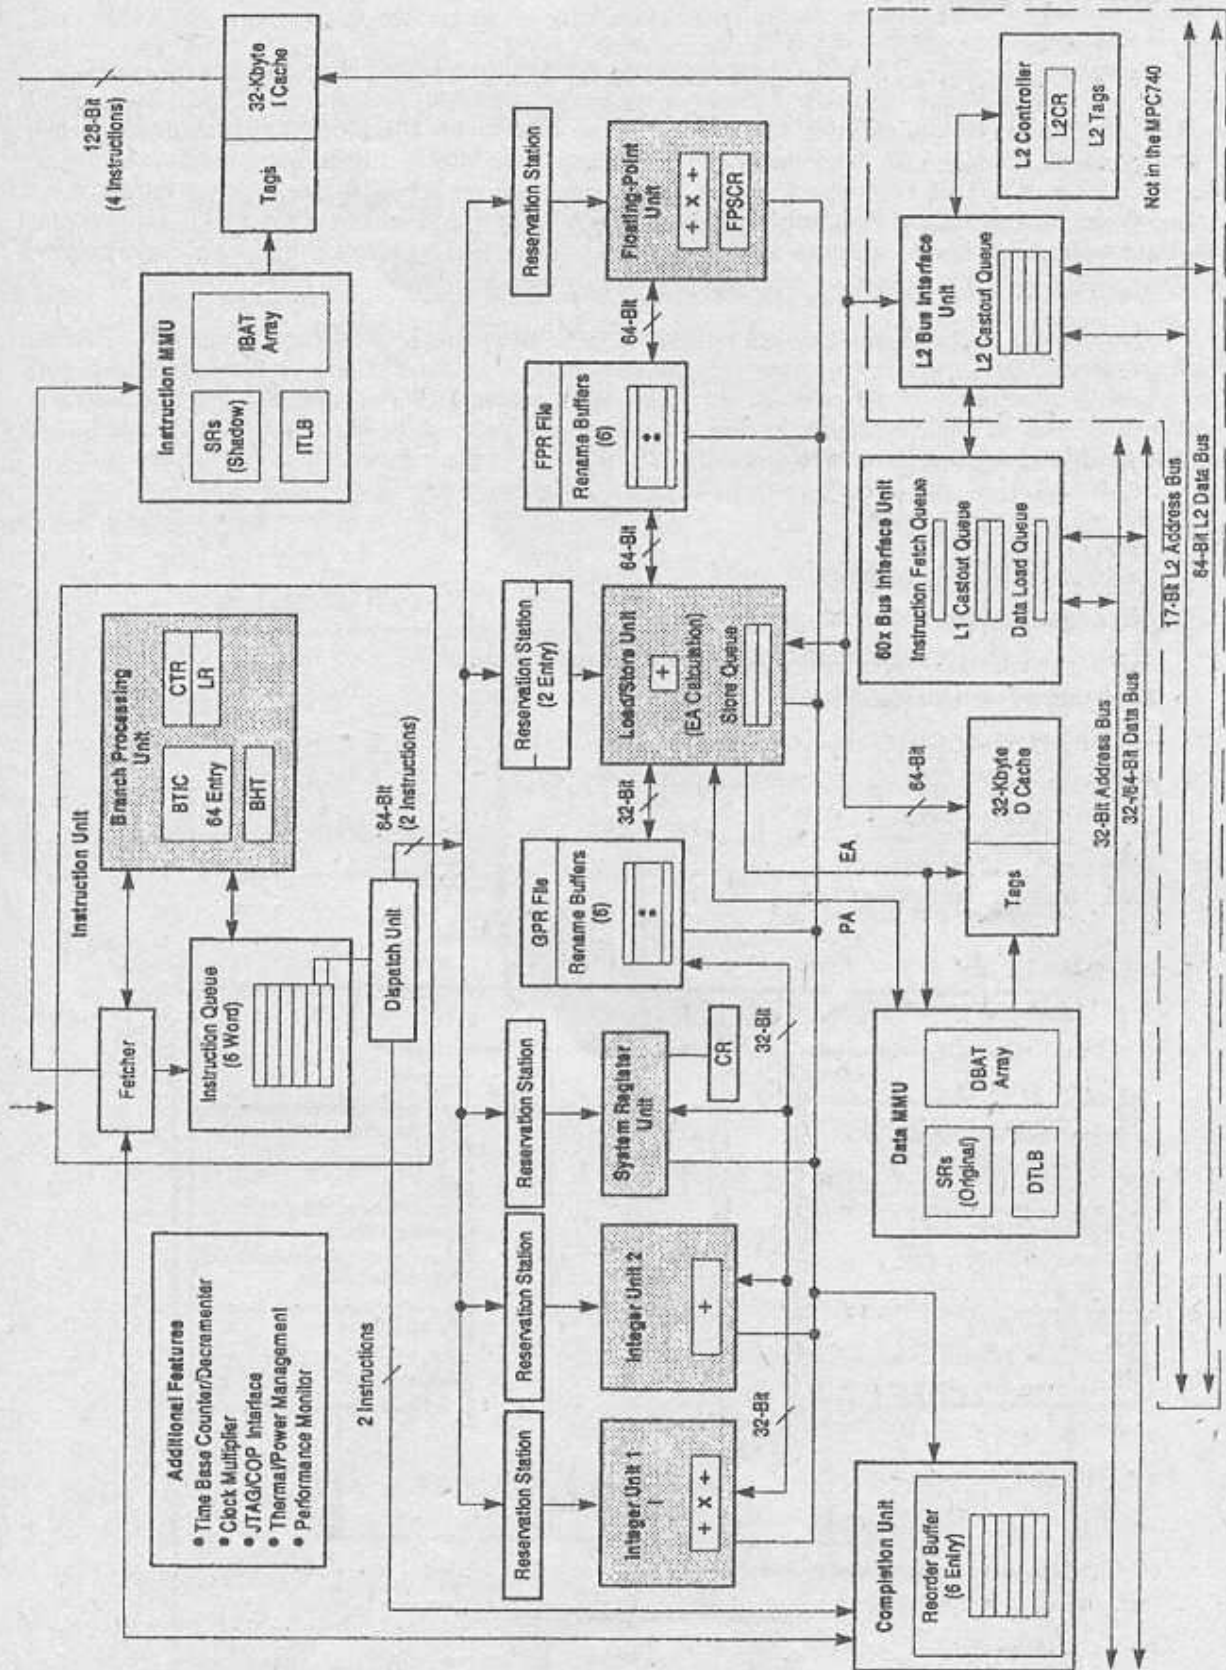 Additional Features
• Time Base Counter/Decrementer
• Clock Multiplier
• JTAG/COP Interface
• Thermal/Power Management
• Performance Monitor
Instruction Unit
Fetcher
Branch Processing
Unit
BTIC
64 Entry
CTR
LR
BHT
Instruction Queue
(6 Word)
Dispatch Unit
64-Bit
(2 Instructions)
2 Instructions
Instruction MMU
SRs
(Shadow)
IBAT
Array
ITLB
128-Bit
(4 Instructions)
Tags
32-Kbyte
I Cache
Reservation Station
Reservation Station
Reservation Station
Reservation Station
(2 Entry)
Reservation Station
Integer Unit 1
+ x ÷
Integer Unit 2
+
System Register
Unit
CR
32-Bit
32-Bit
GPR File
Rename Buffers
(6)
32-Bit
Load/Store Unit
+
(EA Calculation)
Store Queue
64-Bit
FPR File
Rename Buffers
(6)
64-Bit
Floating-Point
Unit
+ x ÷
FPSCR
PA
EA
64-Bit
Completion Unit
Reorder Buffer
(6 Entry)
Data MMU
SRs
(Original)
DBAT
Array
DTLB
Tags
32-Kbyte
D Cache
60x Bus Interface Unit
Instruction Fetch Queue
L1 Castout Queue
Data Load Queue
L2 Bus Interface
Unit
L2 Castout Queue
L2 Controller
L2CR
L2 Tags
Not in the MPC740
32-Bit Address Bus
32-/64-Bit Data Bus
17-Bit L2 Address Bus
64-Bit L2 Data Bus